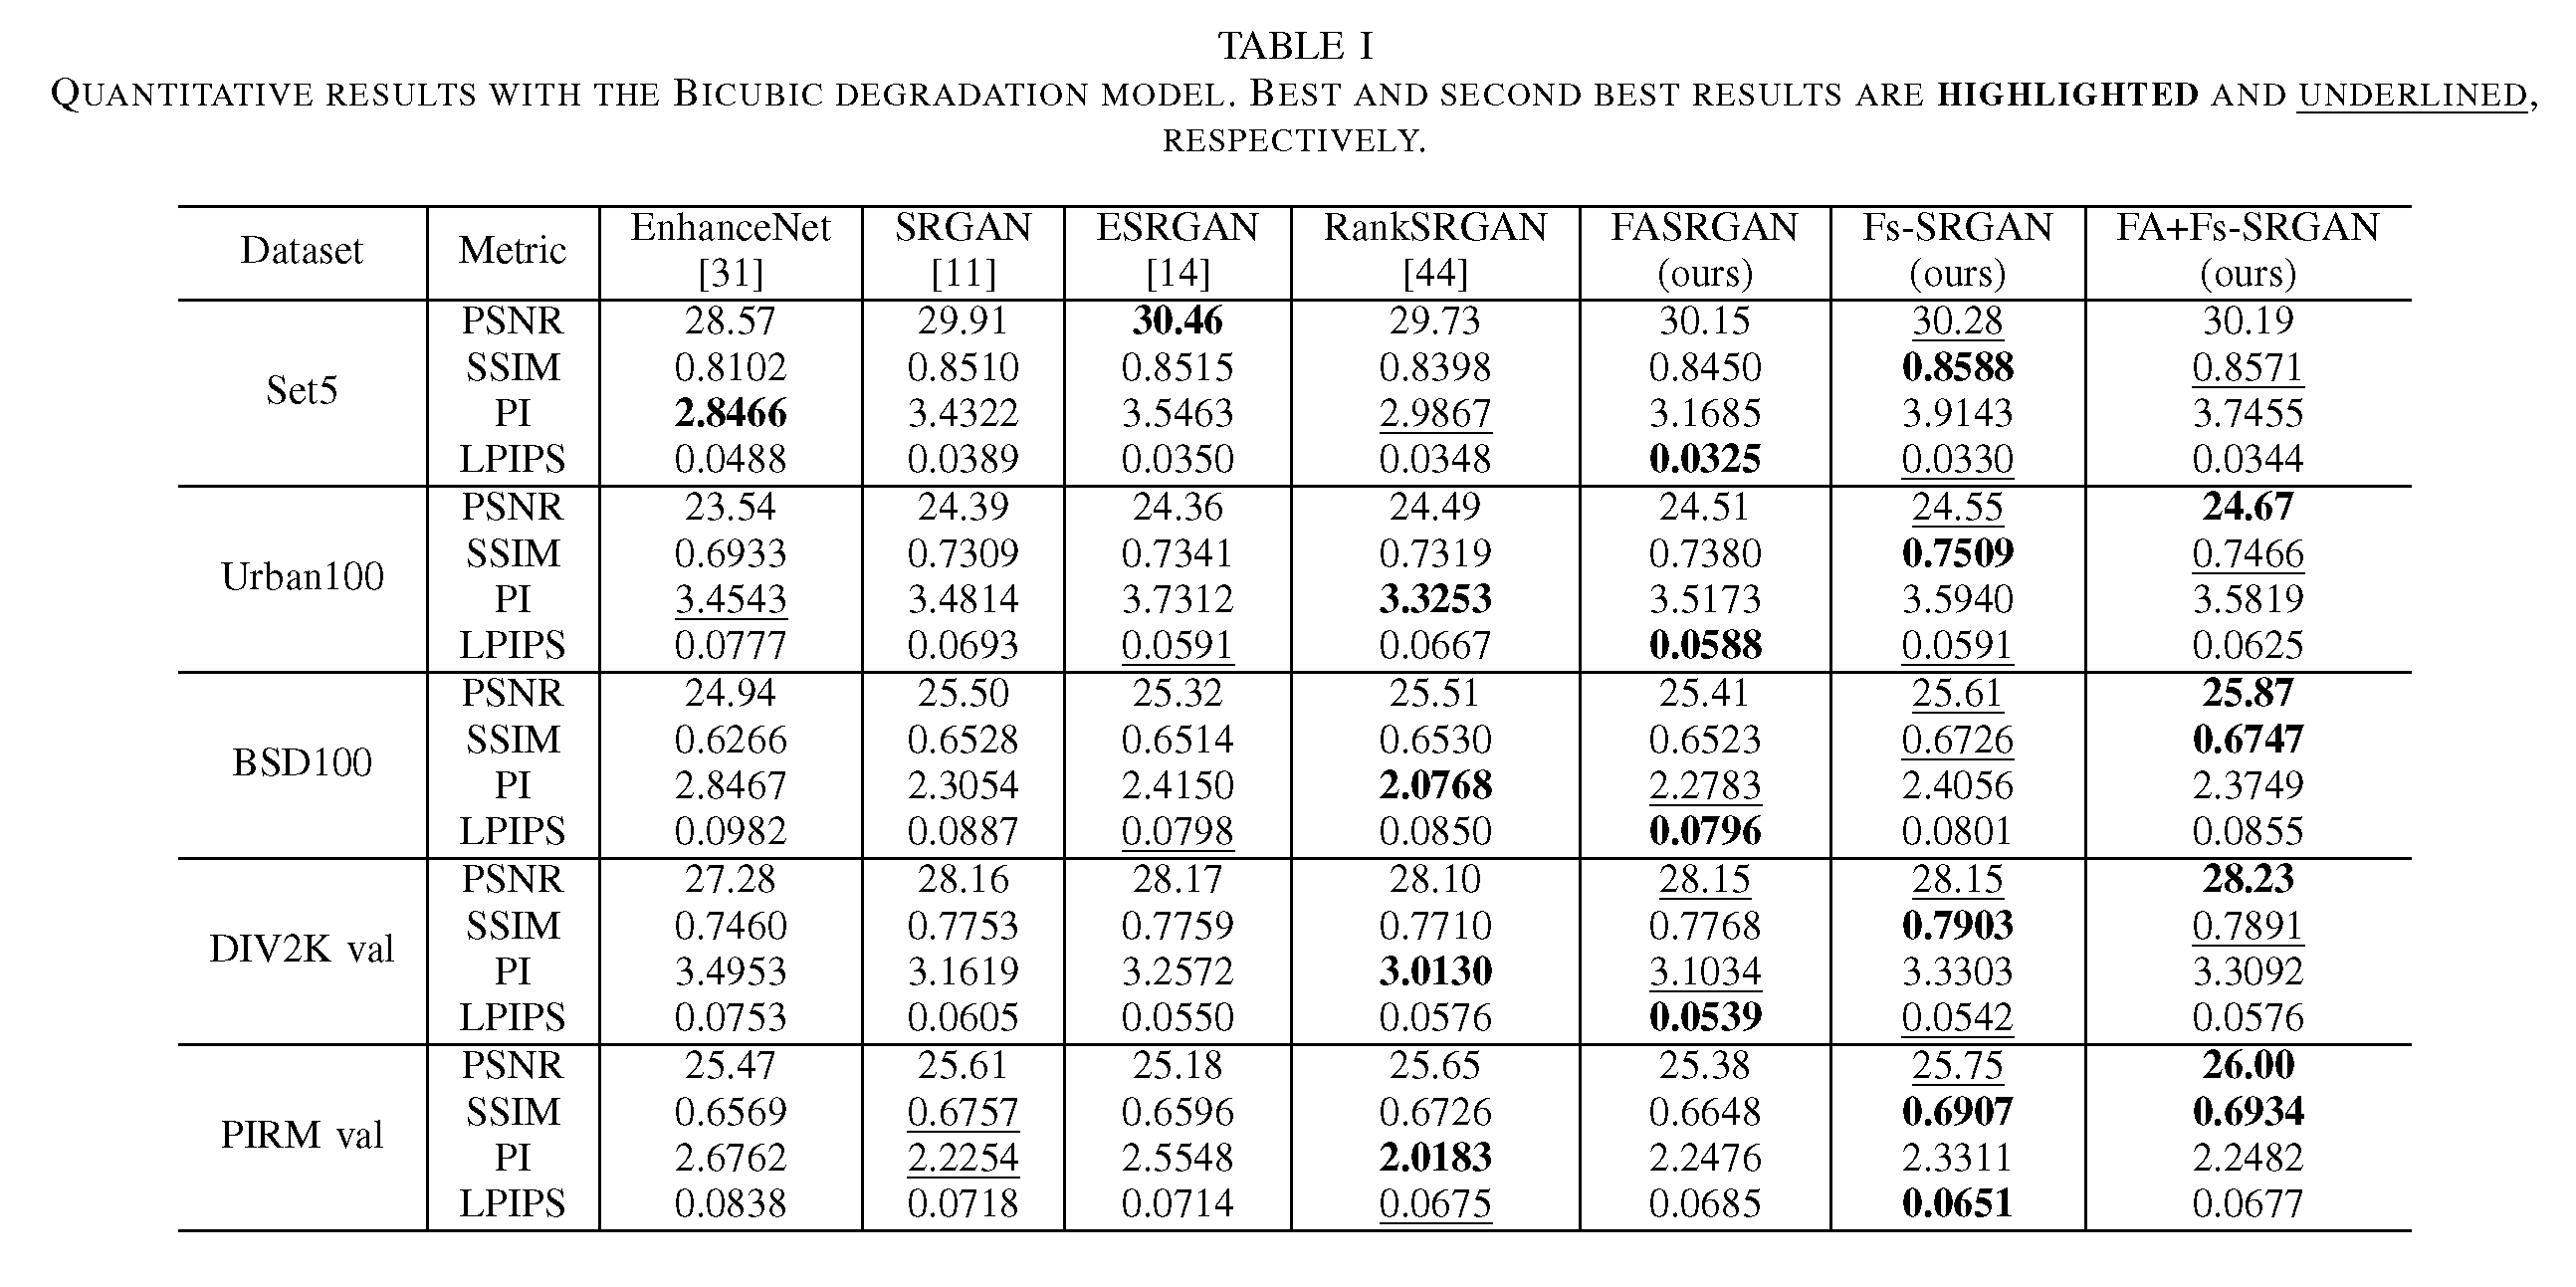 TABLE I
QUANTITATIVE RESULTS WITH THE BICUBIC DEGRADATION MODEL. BEST AND SECOND BEST RESULTS ARE HIGHLIGHTED AND UNDERLINED,
RESPECTIVELY.
Dataset Metric EnhanceNet [31] SRGAN [11] ESRGAN [14] RankSRGAN [44] FASRGAN (ours) Fs-SRGAN (ours) FA+Fs-SRGAN (ours)
Set5
PSNR 28.57 29.91 30.46 29.73 30.15 30.28 30.19
SSIM 0.8102 0.8510 0.8515 0.8398 0.8450 0.8588 0.8571
PI 2.8466 3.4322 3.5463 2.9867 3.1685 3.9143 3.7455
LPIPS 0.0488 0.0389 0.0350 0.0348 0.0325 0.0330 0.0344
Urban100
PSNR 23.54 24.39 24.36 24.49 24.51 24.55 24.67
SSIM 0.6933 0.7309 0.7341 0.7319 0.7380 0.7509 0.7466
PI 3.4543 3.4814 3.7312 3.3253 3.5173 3.5940 3.5819
LPIPS 0.0777 0.0693 0.0591 0.0667 0.0588 0.0591 0.0625
BSD100
PSNR 24.94 25.50 25.32 25.51 25.41 25.61 25.87
SSIM 0.6266 0.6528 0.6514 0.6530 0.6523 0.6726 0.6747
PI 2.8467 2.3054 2.4150 2.0768 2.2783 2.4056 2.3749
LPIPS 0.0982 0.0887 0.0798 0.0850 0.0796 0.0801 0.0855
DIV2K val
PSNR 27.28 28.16 28.17 28.10 28.15 28.15 28.23
SSIM 0.7460 0.7753 0.7759 0.7710 0.7768 0.7903 0.7891
PI 3.4953 3.1619 3.2572 3.0130 3.1034 3.3303 3.3092
LPIPS 0.0753 0.0605 0.0550 0.0576 0.0539 0.0542 0.0576
PIRM val
PSNR 25.47 25.61 25.18 25.65 25.38 25.75 26.00
SSIM 0.6569 0.6757 0.6596 0.6726 0.6648 0.6907 0.6934
PI 2.6762 2.2254 2.5548 2.0183 2.2476 2.3311 2.2482
LPIPS 0.0838 0.0718 0.0714 0.0675 0.0685 0.0651 0.0677